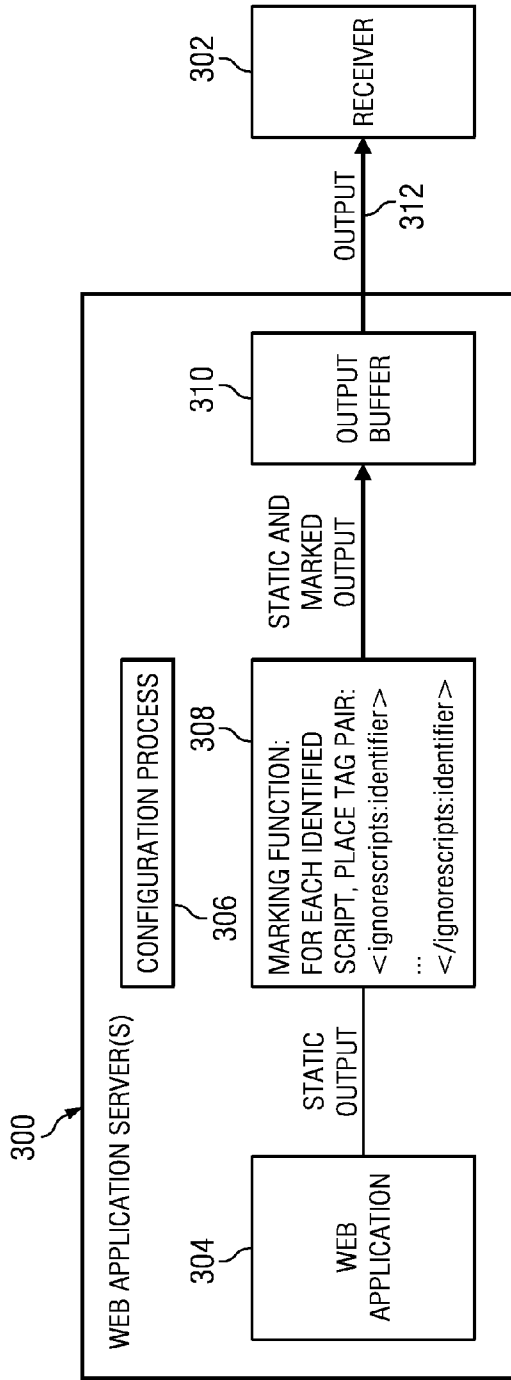 300
WEB APPLICATION SERVER(S)
304
WEB
APPLICATION
STATIC
OUTPUT
CONFIGURATION PROCESS
306
308
MARKING FUNCTION:
FOR EACH IDENTIFIED
SCRIPT, PLACE TAG PAIR:
<ignorescripts:identifier>
...
</ignorescripts:identifier>
STATIC AND
MARKED
OUTPUT
310
OUTPUT
BUFFER
OUTPUT
312
302
RECEIVER